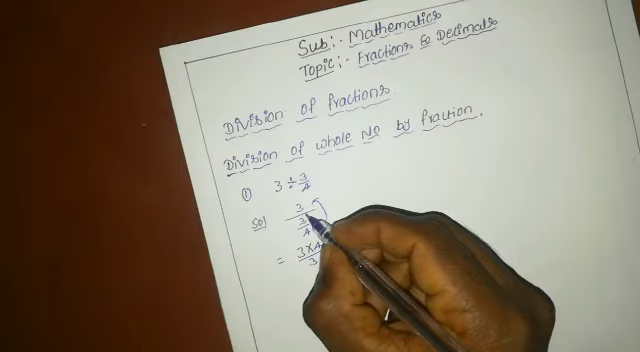 Sub:- Mathematics
Topic:- Fractions & Decimals
Division of fractions.
Division of whole No by fraction.
① 3 ÷ 3/4
Sol 3/(3/4)
= 3×4/3